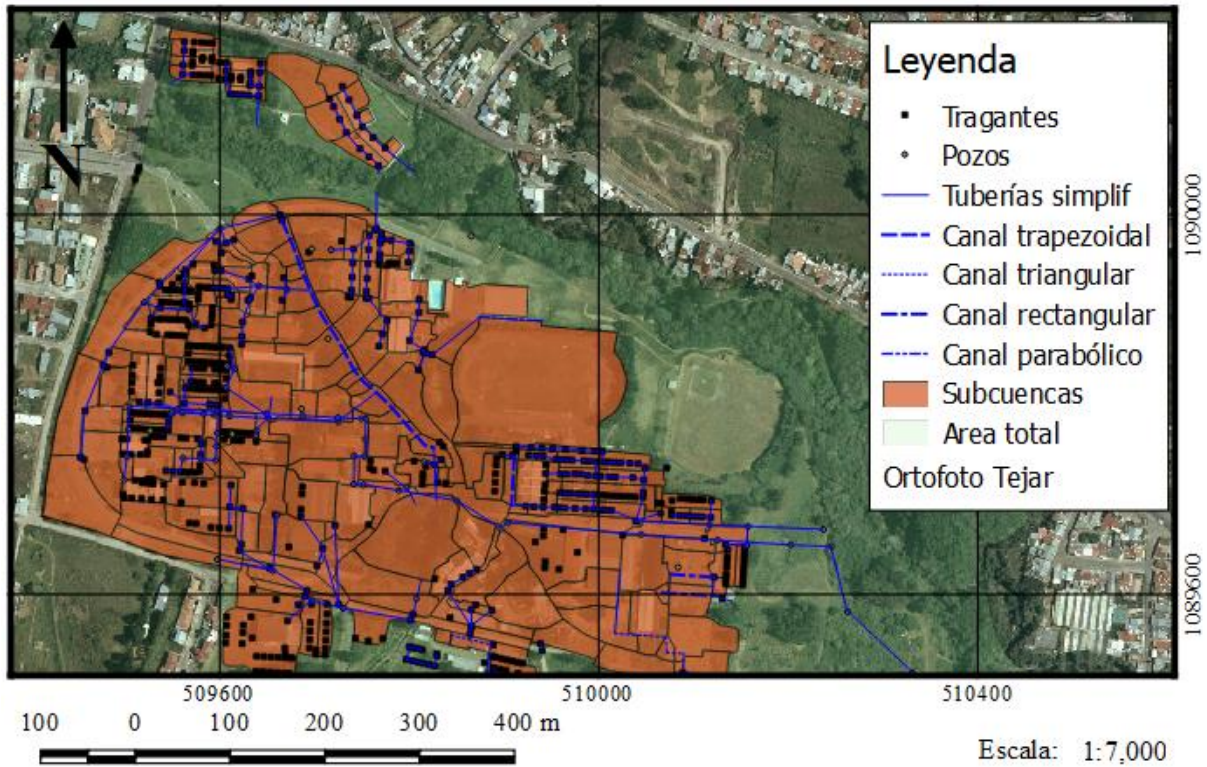 Leyenda
Tragantes
Pozos
Tuberías simplif
Canal trapezoidal
Canal triangular
Canal rectangular
Canal parabólico
Subcuencas
Area total
Ortofoto Tejar
1090000
1089600
509600
510000
510400
100 0 100 200 300 400 m
Escala: 1:7,000